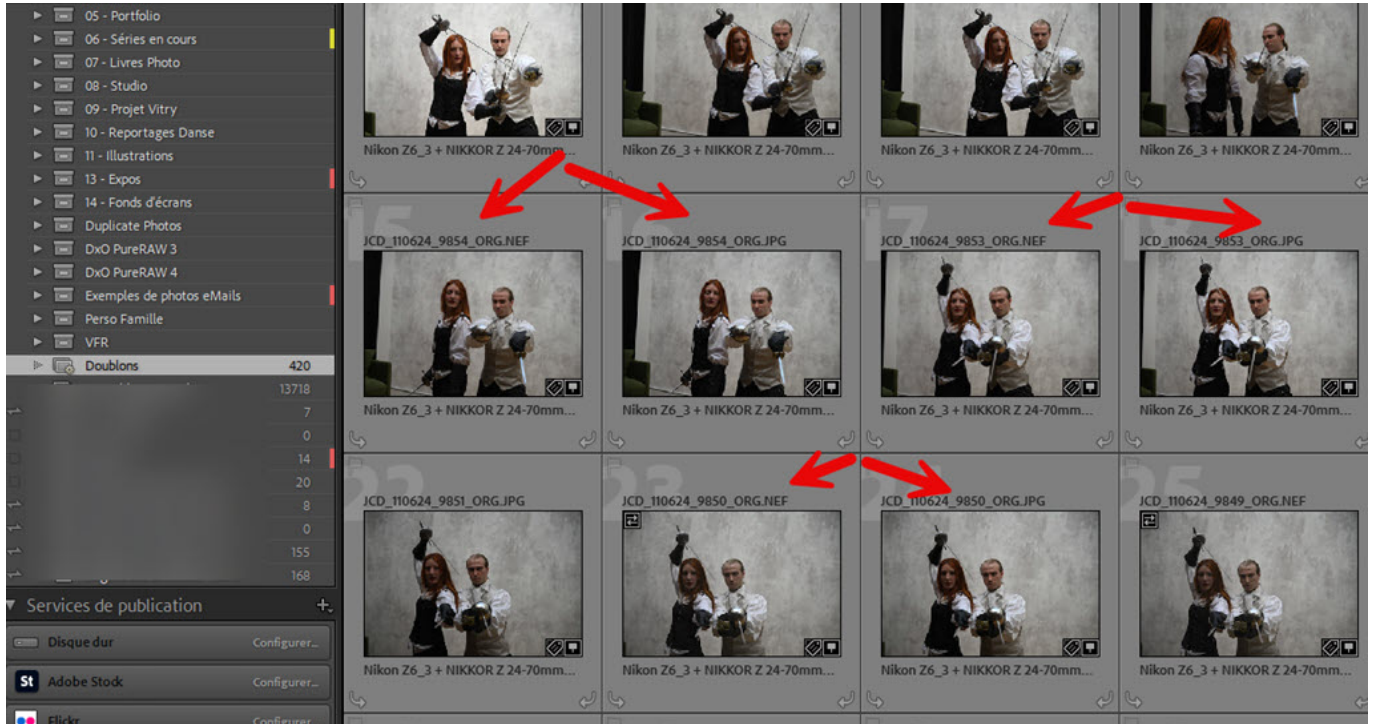 05 - Portfolio
06 - Séries en cours
07 - Livres Photo
08 - Studio
09 - Projet Vitry
10 - Reportages Danse
11 - Illustrations
13 - Expos
14 - Fonds d'écrans
Duplicate Photos
DxO PureRAW 3
DxO PureRAW 4
Exemples de photos eMails
Perso Famille
VFR
Doublons 420
13718
7
0
14
20
8
0
155
168
Services de publication
Disque dur Configurer...
St Adobe Stock Configurer...
Flickr Configurer...
Nikon Z6_3 + NIKKOR Z 24-70mm...
Nikon Z6_3 + NIKKOR Z 24-70mm...
Nikon Z6_3 + NIKKOR Z 24-70mm...
Nikon Z6_3 + NIKKOR Z 24-70mm...
15 16 17
JCD_110624_9854_ORG.NEF
JCD_110624_9854_ORG.JPG
JCD_110624_9853_ORG.NEF
JCD_110624_9853_ORG.JPG
Nikon Z6_3 + NIKKOR Z 24-70mm...
Nikon Z6_3 + NIKKOR Z 24-70mm...
Nikon Z6_3 + NIKKOR Z 24-70mm...
Nikon Z6_3 + NIKKOR Z 24-70mm...
22 23 25
JCD_110624_9851_ORG.JPG
JCD_110624_9850_ORG.NEF
JCD_110624_9850_ORG.JPG
JCD_110624_9849_ORG.NEF
Nikon Z6_3 + NIKKOR Z 24-70mm...
Nikon Z6_3 + NIKKOR Z 24-70mm...
Nikon Z6_3 + NIKKOR Z 24-70mm...
Nikon Z6_3 + NIKKOR Z 24-70mm...